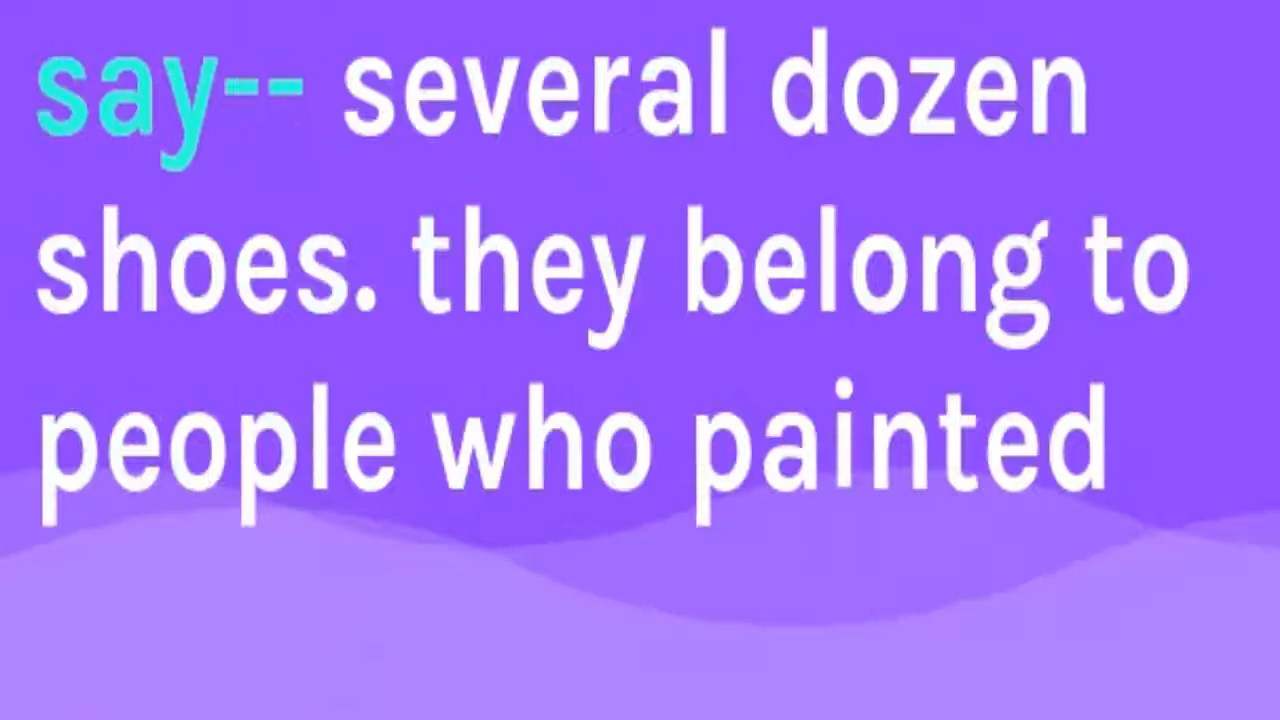 say-- several dozen
shoes. they belong to
people who painted